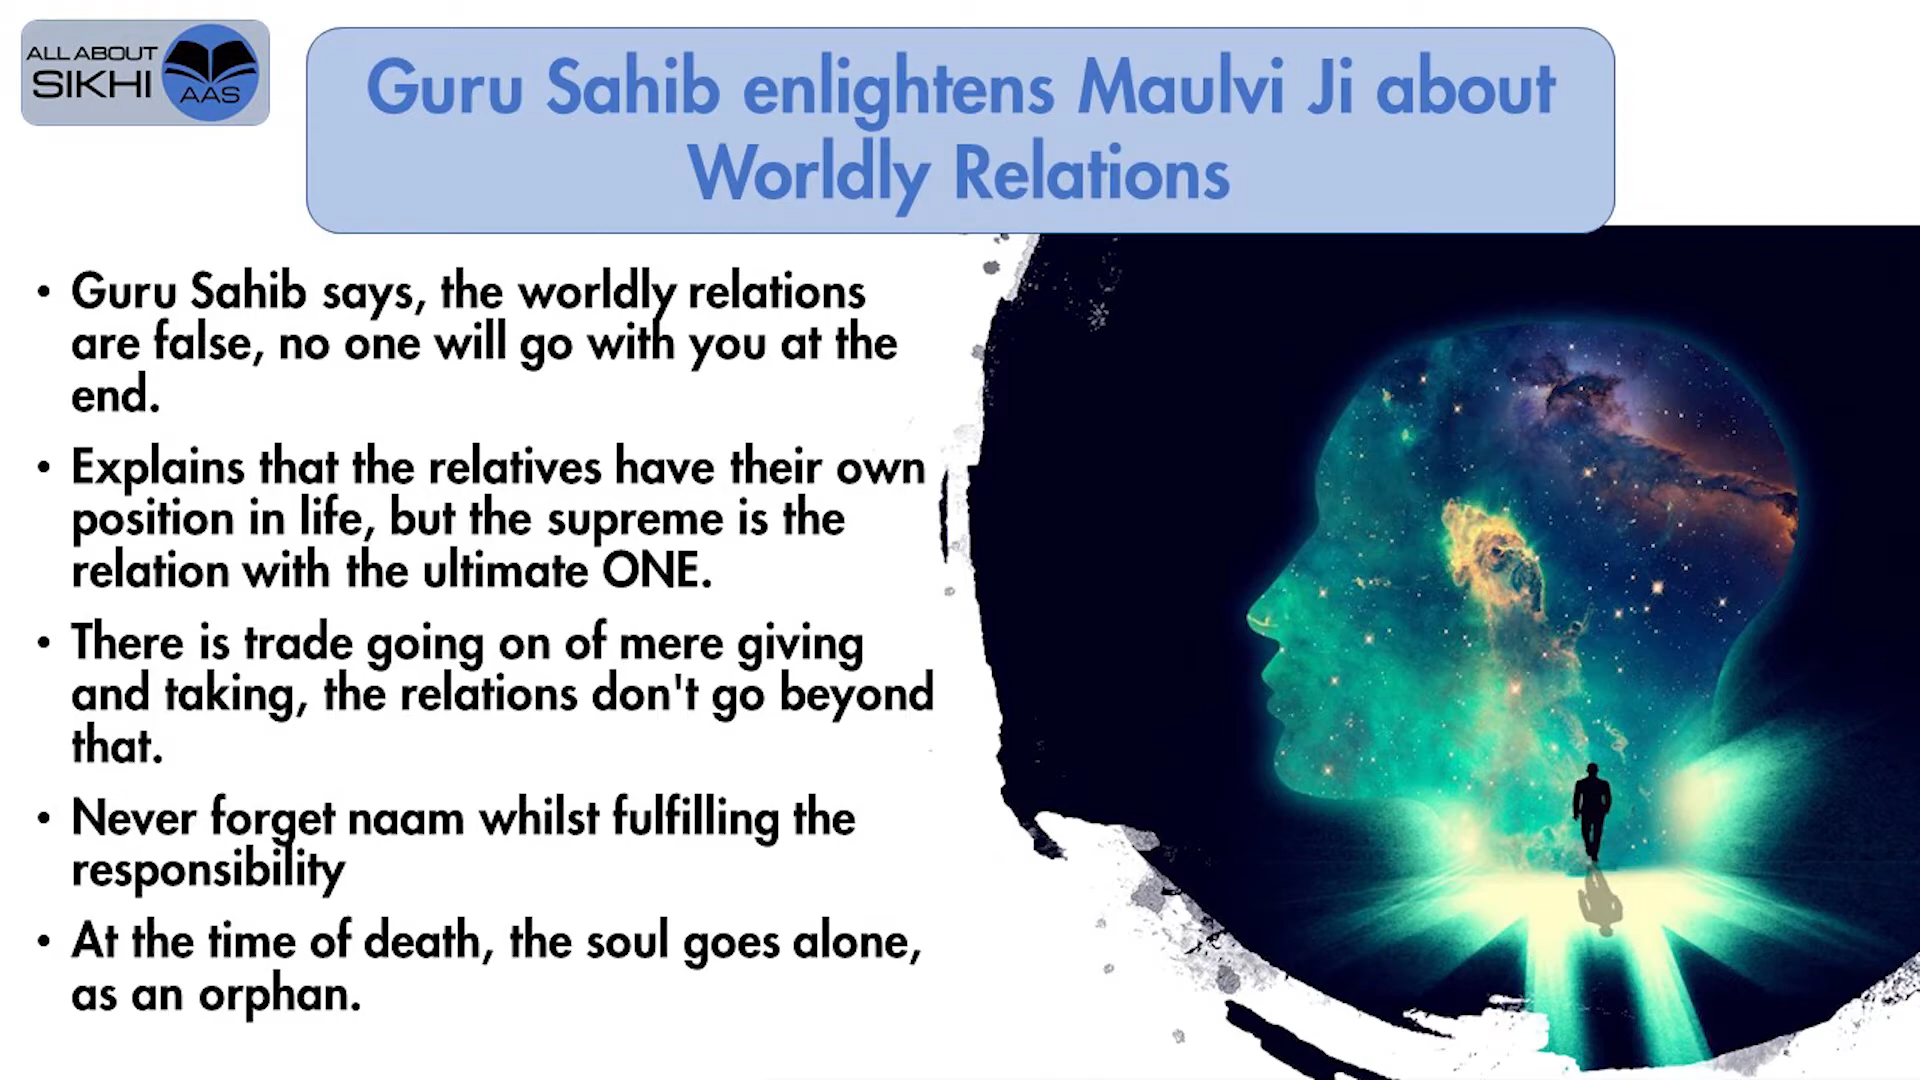 ALL ABOUT
SIKHI
AAS
Guru Sahib enlightens Maulvi Ji about
Worldly Relations
• Guru Sahib says, the worldly relations
are false, no one will go with you at the
end.
• Explains that the relatives have their own
position in life, but the supreme is the
relation with the ultimate ONE.
• There is trade going on of mere giving
and taking, the relations don't go beyond
that.
• Never forget naam whilst fulfilling the
responsibility
• At the time of death, the soul goes alone,
as an orphan.